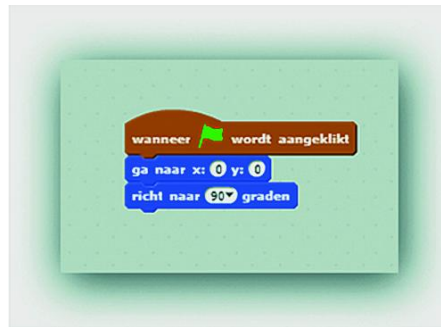 wanneer wordt aangeklikt
ga naar x: 0 y: 0
richt naar 90 graden